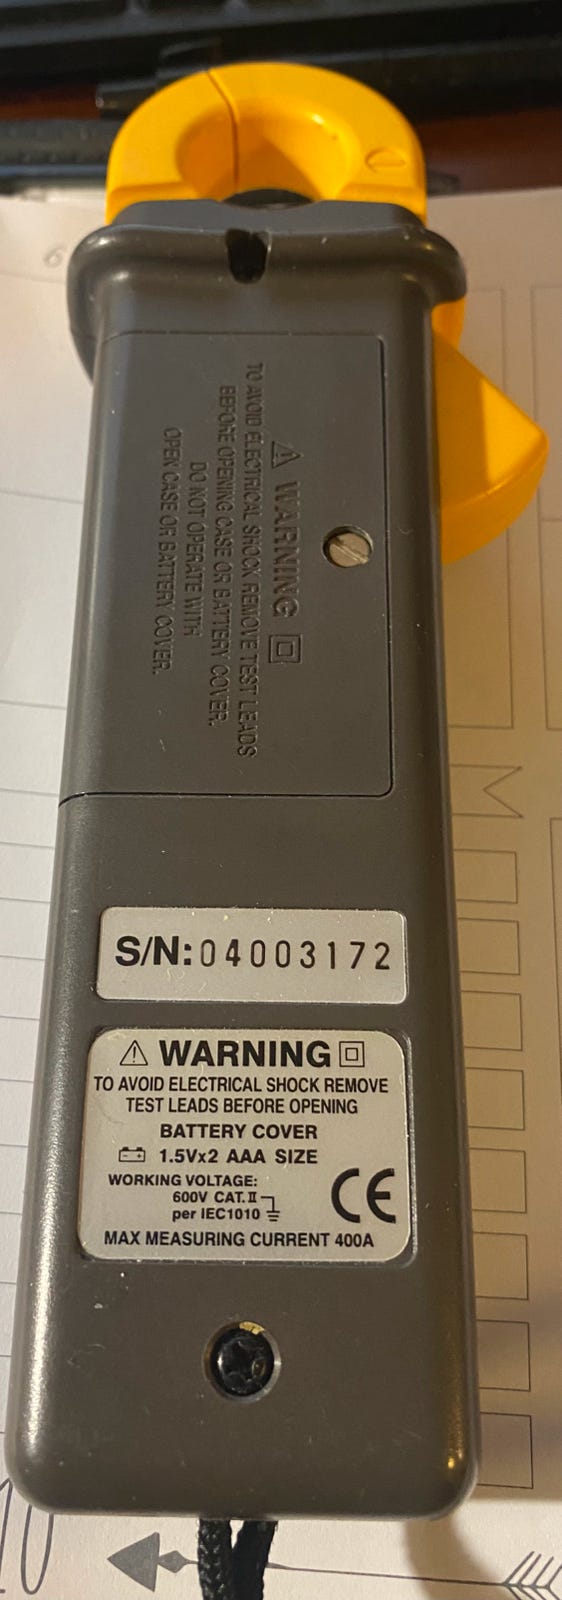 6
⚠ WARNING
TO AVOID ELECTRICAL SHOCK REMOVE TEST LEADS
BEFORE OPENING CASE OR BATTERY COVER.
DO NOT OPERATE WITH
OPEN CASE OR BATTERY COVER.
S/N: 04003172
⚠ WARNING
TO AVOID ELECTRICAL SHOCK REMOVE
TEST LEADS BEFORE OPENING
BATTERY COVER
1.5Vx2 AAA SIZE
WORKING VOLTAGE:
600V CAT.II
per IEC1010
CE
MAX MEASURING CURRENT 400A
10